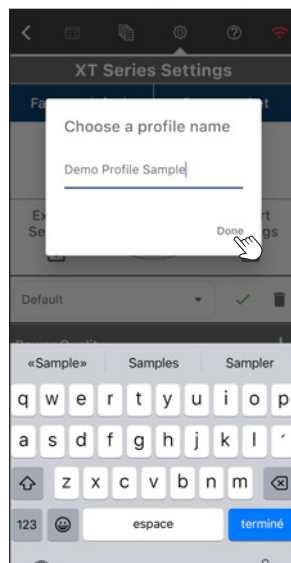 XT Series Settings
Choose a profile name
Demo Profile Sample
Done
Default
«Sample» Samples Sampler
q w e r t y u i o p
a s d f g h j k l ´
z x c v b n m
123 espace terminé